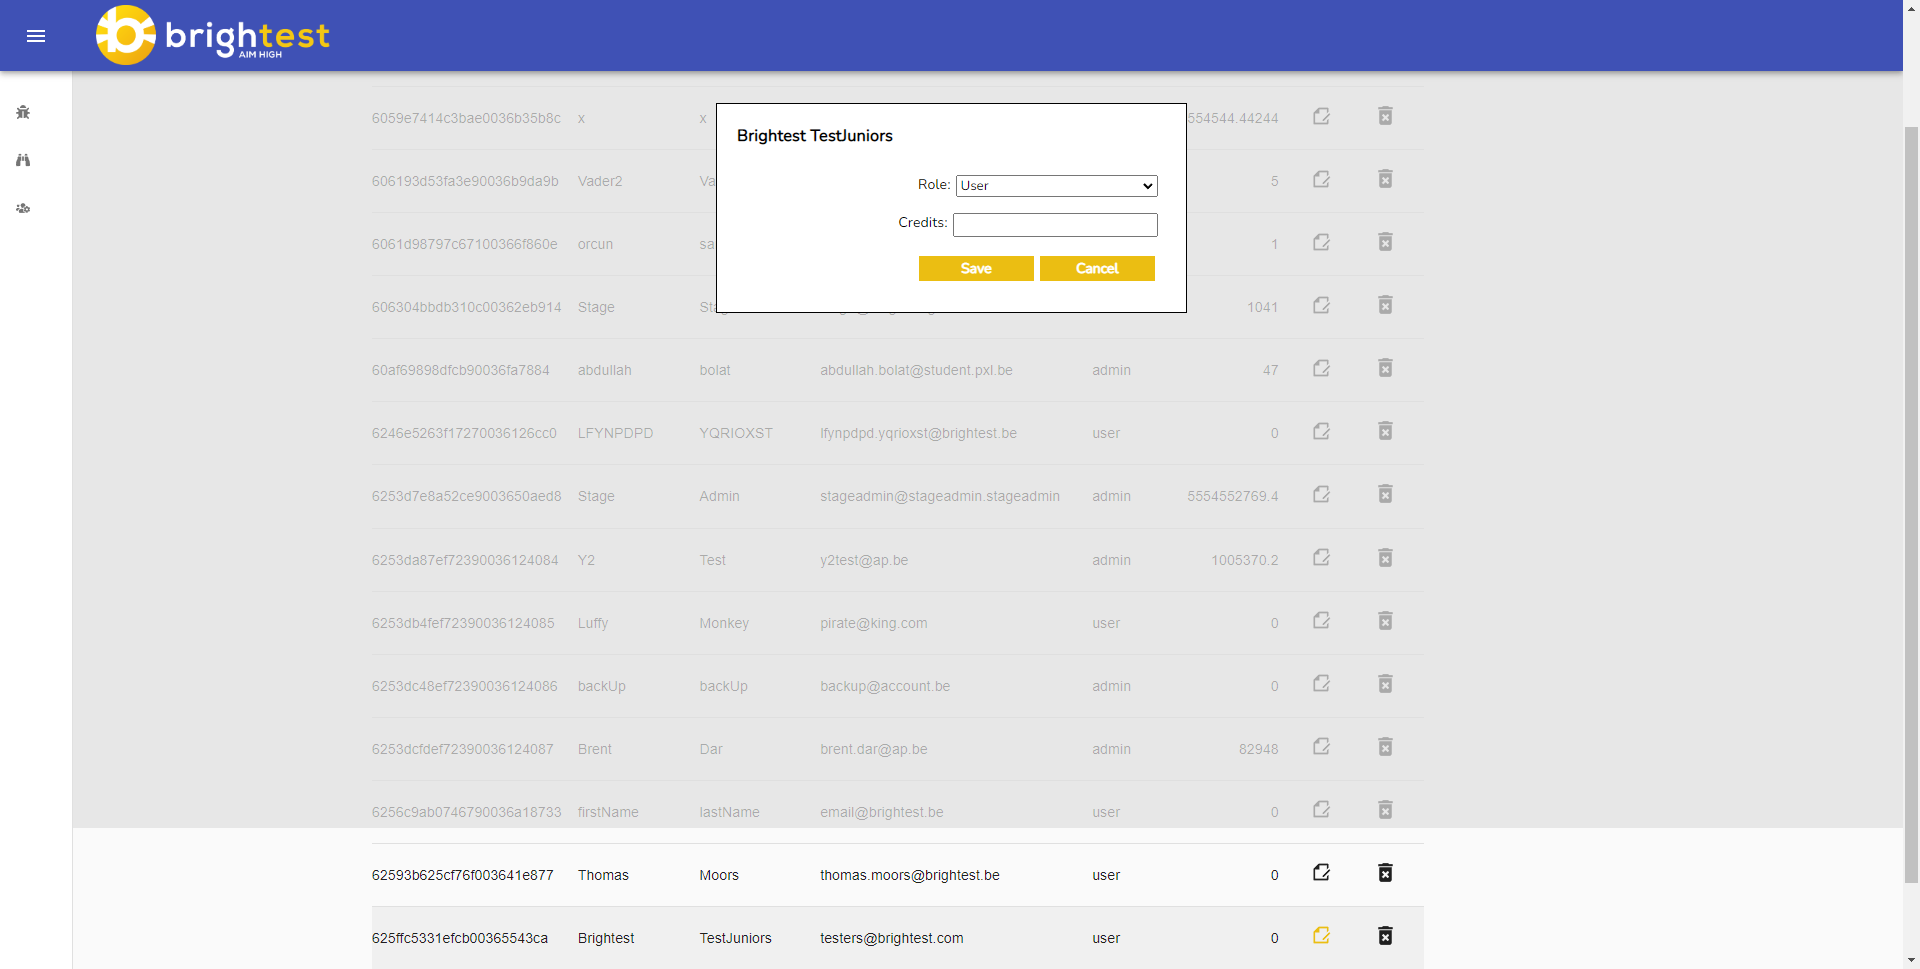 brightest
AIM HIGH
Brightest TestJuniors
Role: User
Credits:
Save Cancel
6059e7414c3bae0036b35b8c x x 554544.44244
606193d53fa3e90036b9da9b Vader2 Va 5
6061d98797c67100366f860e orcun sa 1
606304bbdb310c00362eb914 Stage 1041
60af69898dfcb90036fa7884 abdullah bolat abdullah.bolat@student.pxl.be admin 47
6246e5263f17270036126cc0 LFYNPDPD YQRIOXST lfynpdpd.yqrioxst@brightest.be user 0
6253d7e8a52ce9003650aed8 Stage Admin stageadmin@stageadmin.stageadmin admin 5554552769.4
6253da87ef72390036124084 Y2 Test y2test@ap.be admin 1005370.2
6253db4fef72390036124085 Luffy Monkey pirate@king.com user 0
6253dc48ef72390036124086 backUp backUp backup@account.be admin 0
6253dcfdef72390036124087 Brent Dar brent.dar@ap.be admin 82948
6256c9ab0746790036a18733 firstName lastName email@brightest.be user 0
62593b625cf76f003641e877 Thomas Moors thomas.moors@brightest.be user 0
625ffc5331efcb00365543ca Brightest TestJuniors testers@brightest.com user 0